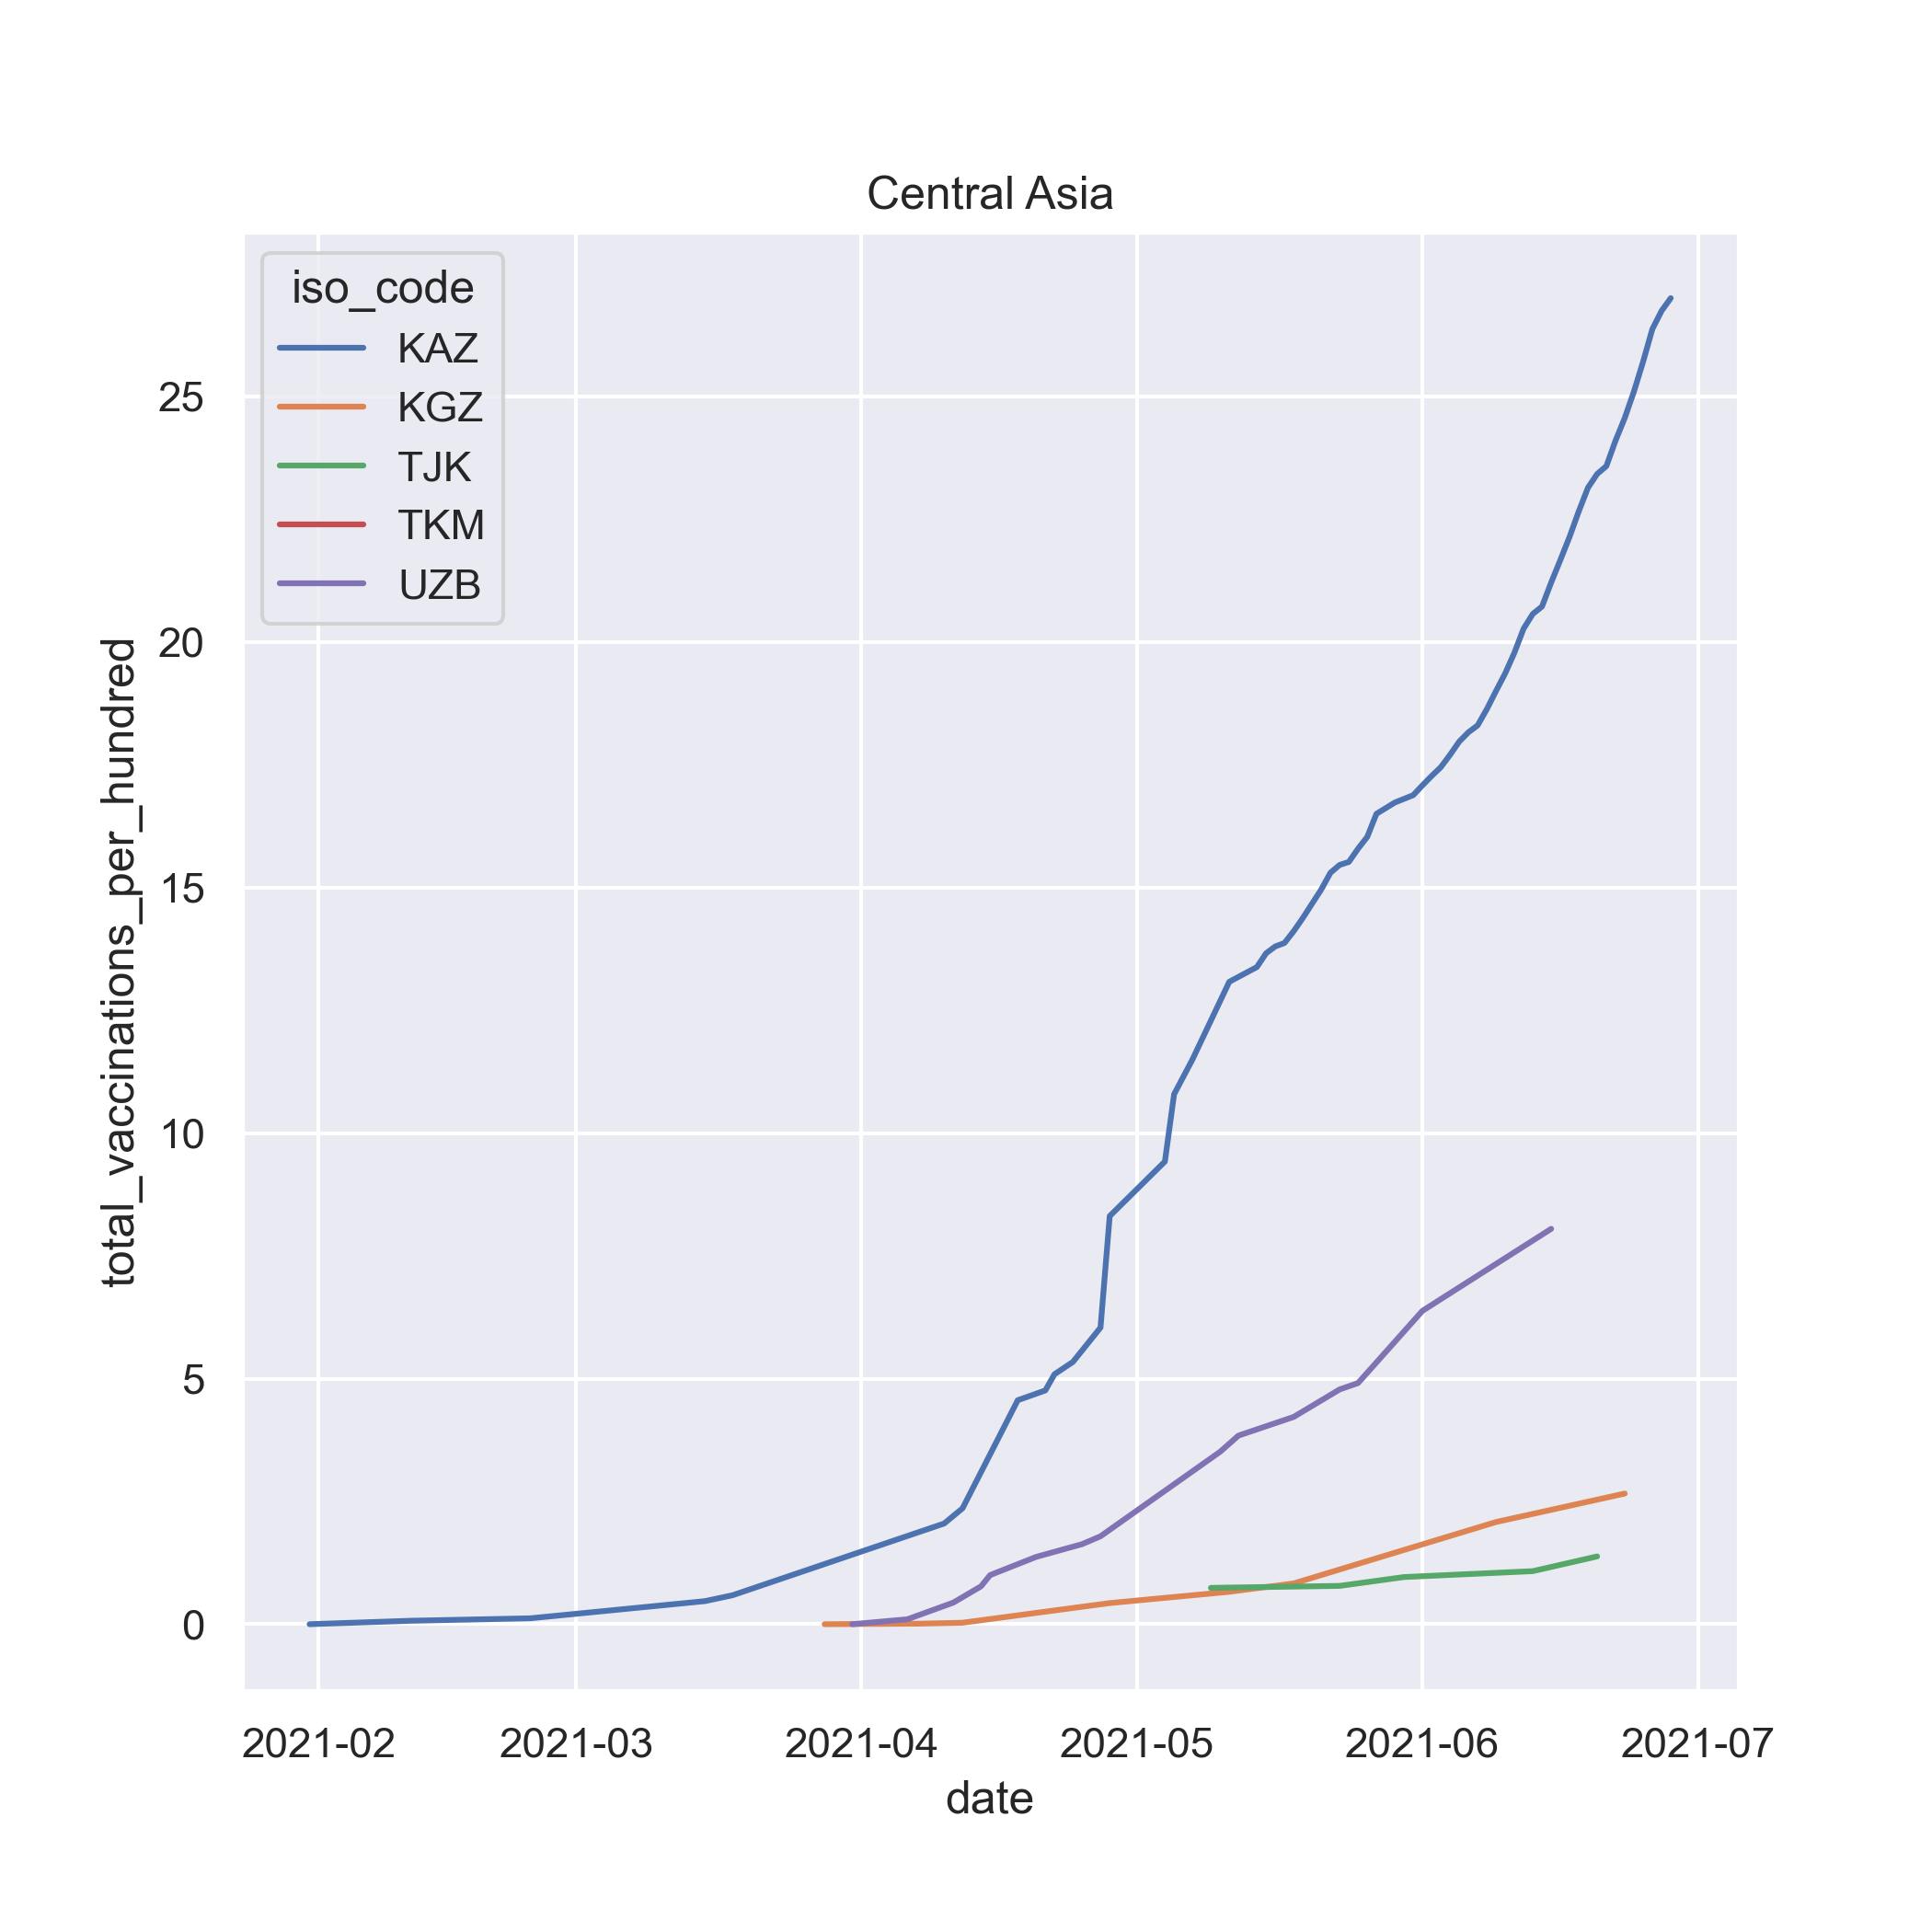 Central Asia
iso_code
KAZ
KGZ
TJK
TKM
UZB
total_vaccinations_per_hundred
25
20
15
10
5
0
2021-02 2021-03 2021-04 2021-05 2021-06 2021-07
date